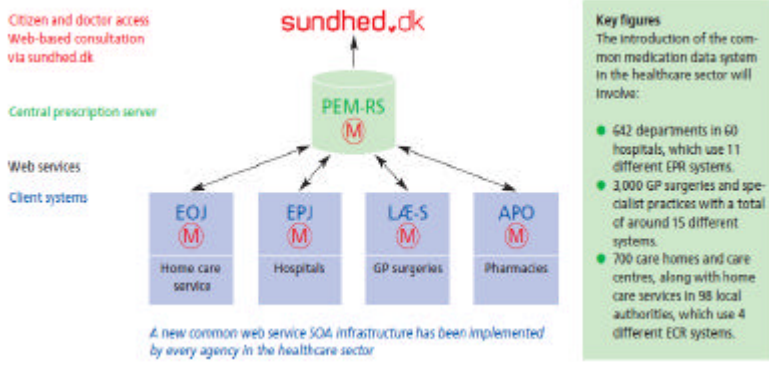 Citizen and doctor access
Web-based consultation
via sundhed.dk
sundhed.dk
Central prescription server
PEM-RS
M
Web services
Client systems
EOJ
M
Home care
service
EPJ
M
Hospitals
LÆ-S
M
GP surgeries
APO
M
Pharmacies
A new common web service SOA infrastructure has been implemented
by every agency in the healthcare sector
Key figures
The introduction of the com-
mon medication data system
in the healthcare sector will
involve:
642 departments in 60
hospitals, which use 11
different EPR systems.
3,000 GP surgeries and spe-
cialist practices with a total
of around 15 different
systems.
700 care homes and care
centres, along with home
care services in 98 local
authorities, which use 4
different ECR systems.